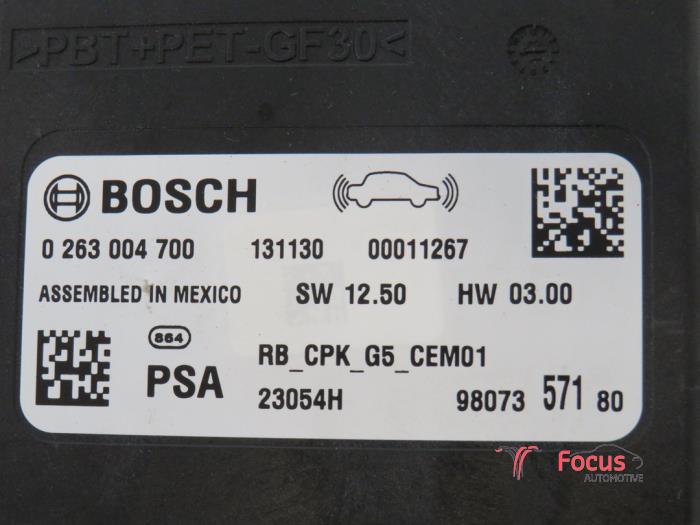 >PBT+PET-GF30<
BOSCH
0 263 004 700 131130 00011267
ASSEMBLED IN MEXICO SW 12.50 HW 03.00
864
PSA
RB_CPK_G5_CEM01
23054H 98073 571 80
Focus
AUTOMOTIVE